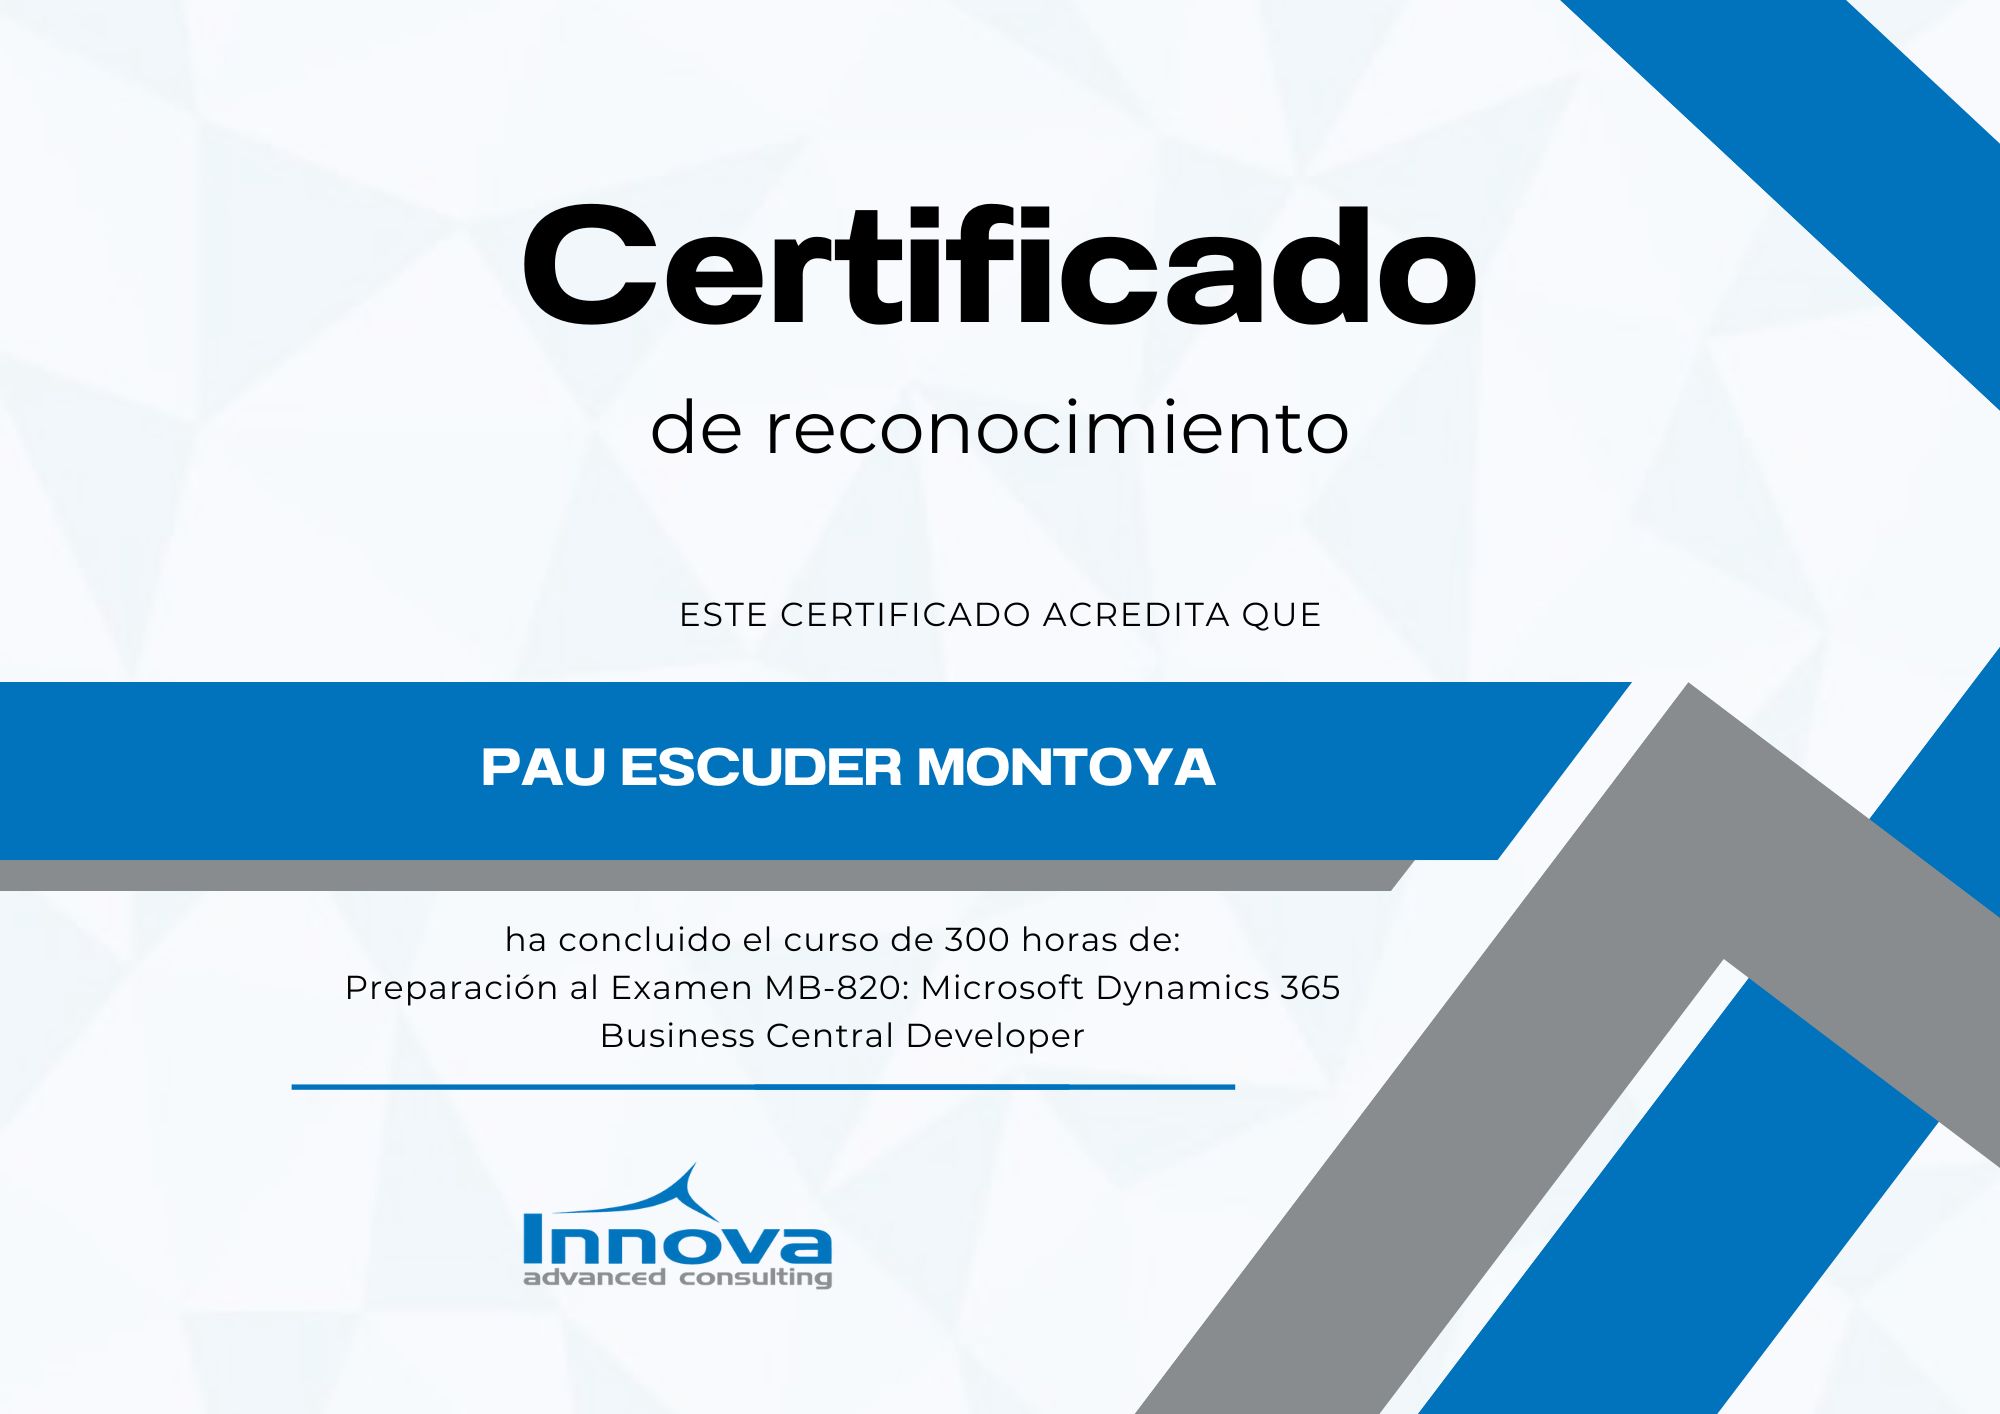 Certificado
de reconocimiento
ESTE CERTIFICADO ACREDITA QUE
PAU ESCUDER MONTOYA
ha concluido el curso de 300 horas de:
Preparación al Examen MB-820: Microsoft Dynamics 365
Business Central Developer
Innova
advanced consulting